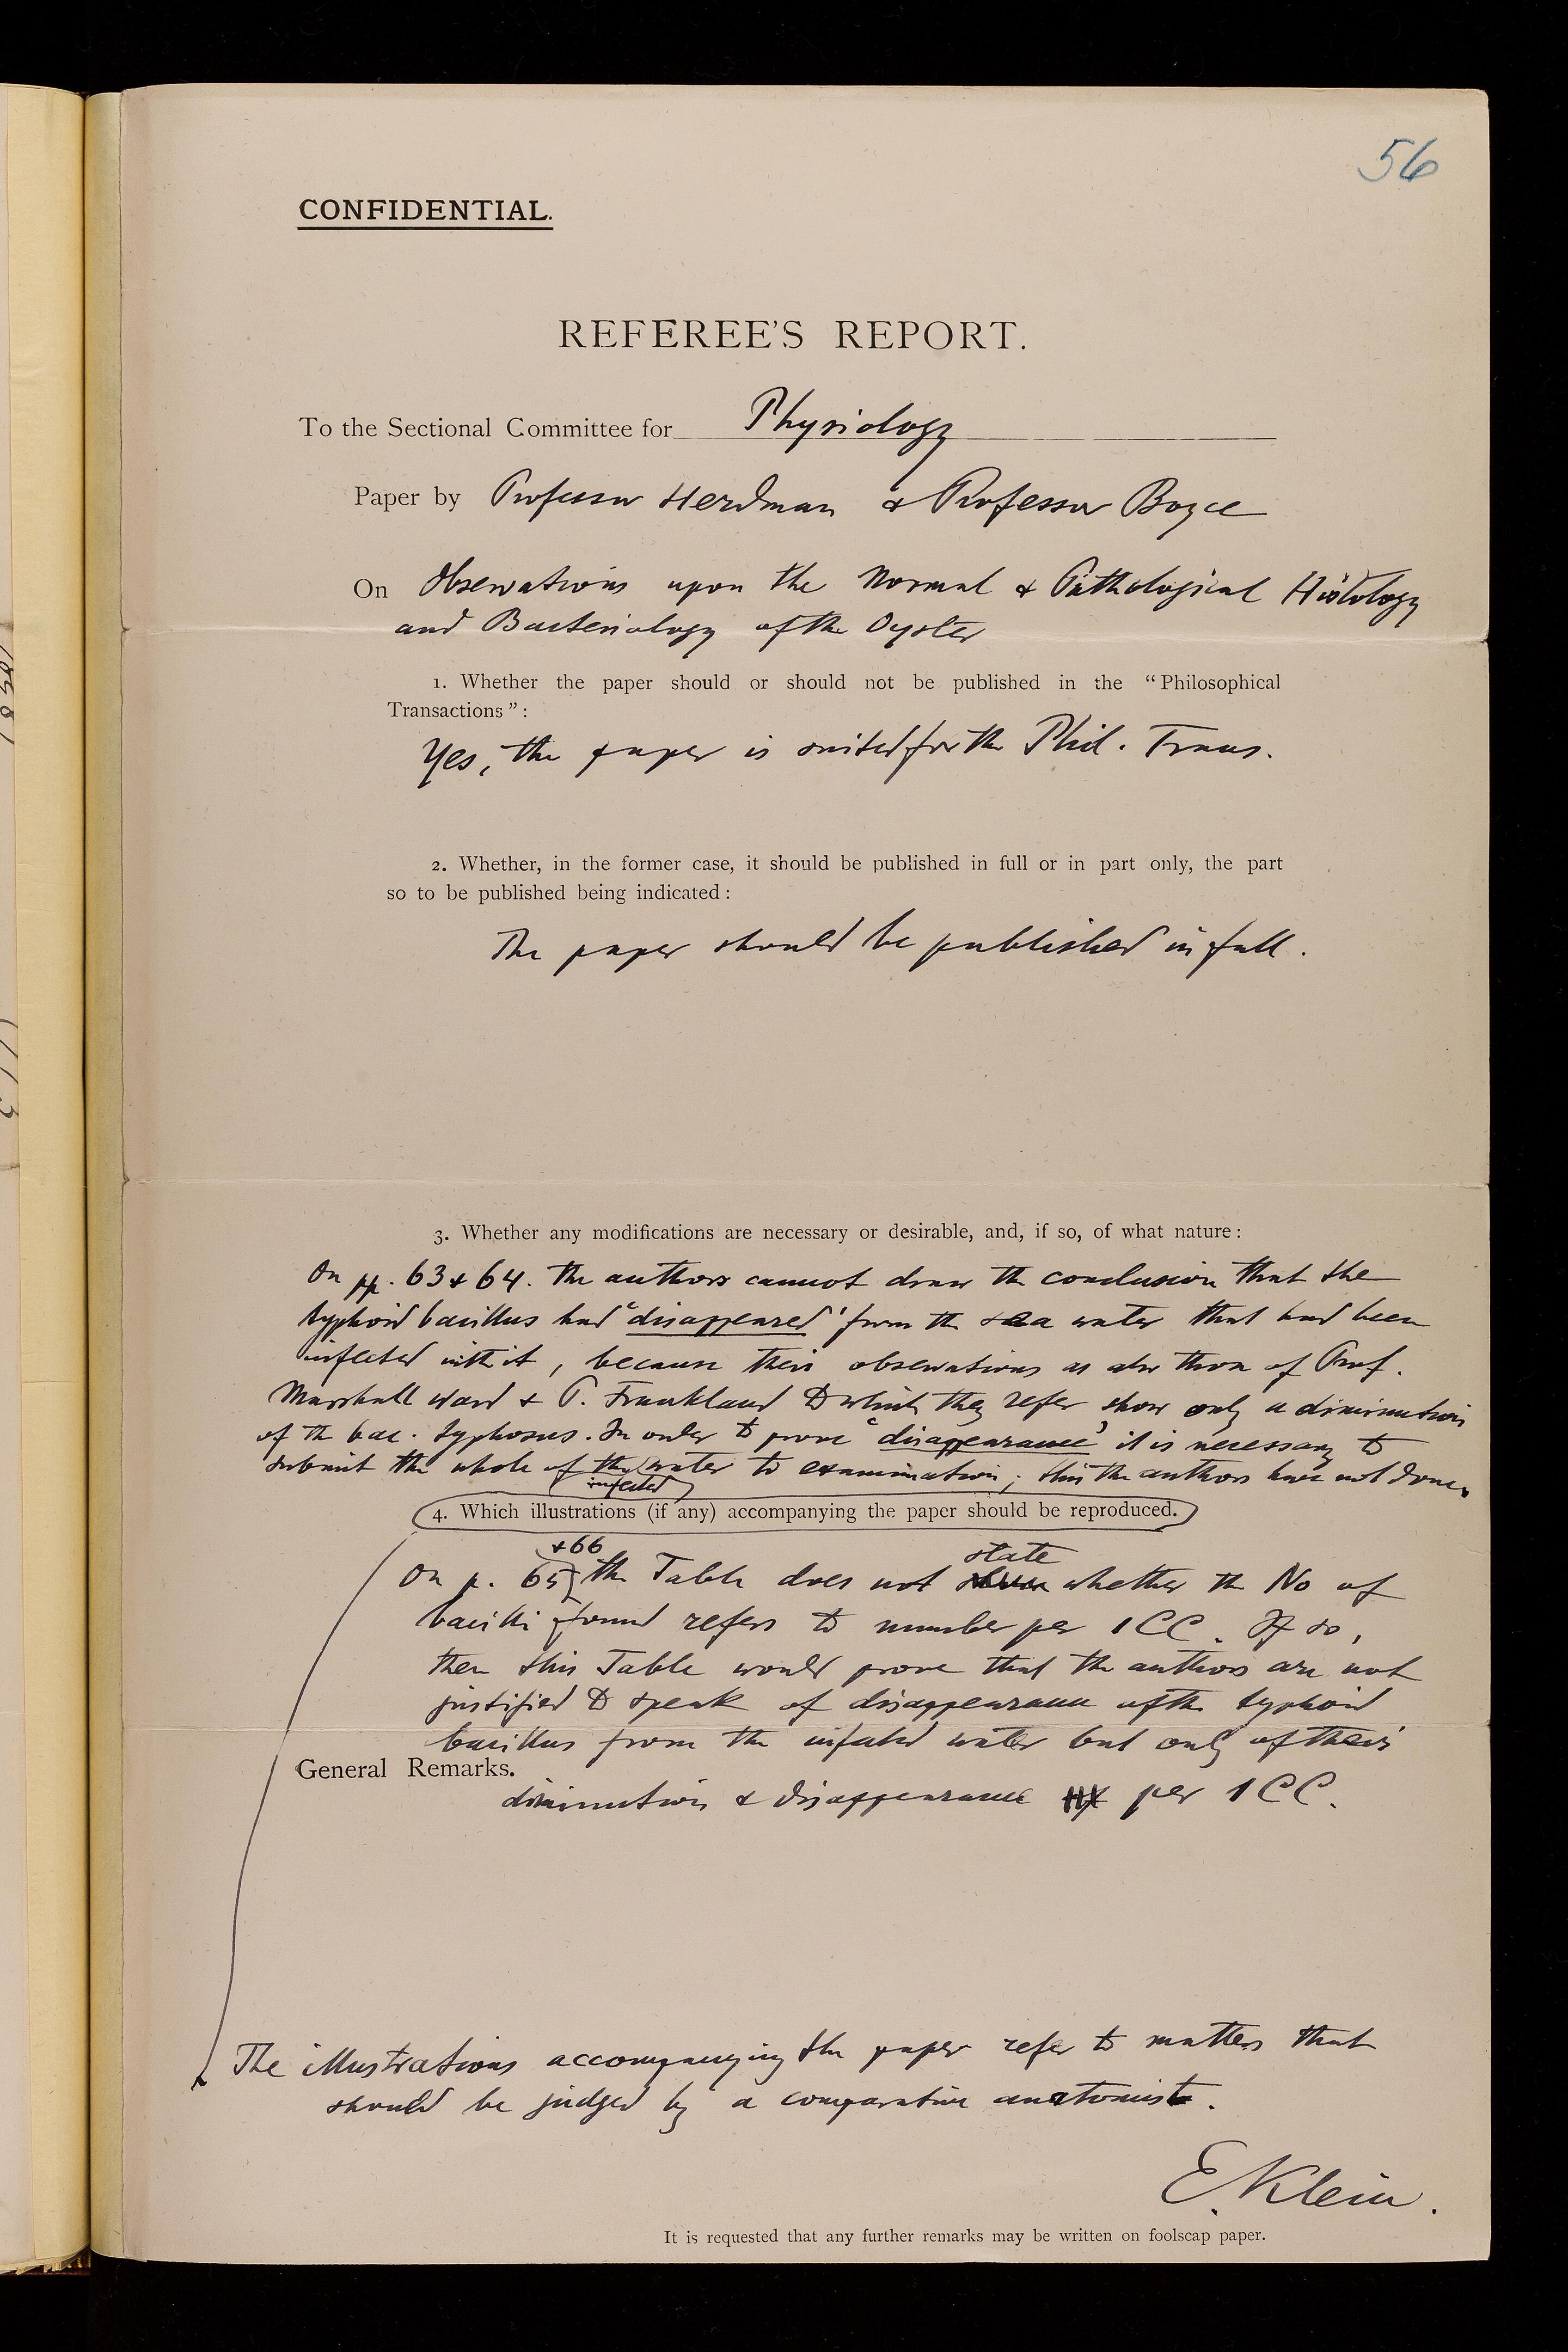 56
CONFIDENTIAL.
REFEREE'S REPORT.
To the Sectional Committee for Physiology
Paper by Professor Herdman & Professor Boyce
On Observations upon the Normal & Pathological Histology
and Bacteriology of the Oyster
1. Whether the paper should or should not be published in the “Philosophical
Transactions”:
Yes, the paper is suited for the Phil. Trans.
2. Whether, in the former case, it should be published in full or in part only, the part
so to be published being indicated:
The paper should be published in full.
3. Whether any modifications are necessary or desirable, and, if so, of what nature:
On pp. 63 & 64. the authors cannot draw the conclusion that the
typhoid bacillus had "disappeared" from the sea water that had been
infected with it, because their observations as also those of Prof.
Marshall Ward & P. Frankland to which they refer show only a diminution
of the bac. typhosus. In order to prove "disappearance" it is necessary to
submit the whole of the infected water to examination; this the authors have not done.
4. Which illustrations (if any) accompanying the paper should be reproduced.
On p. 65 + 66 the Table does not state whether the No of
bacilli found refers to number per 1 CC. If so,
then this Table would prove that the authors are not
justified to speak of disappearance of the typhoid
bacillus from the infected water but only of their
General Remarks.
diminution & disappearance per 1 CC.
The illustrations accompanying the paper refer to matters that
should be judged by a comparative anatomist.
E. Klein.
It is requested that any further remarks may be written on foolscap paper.